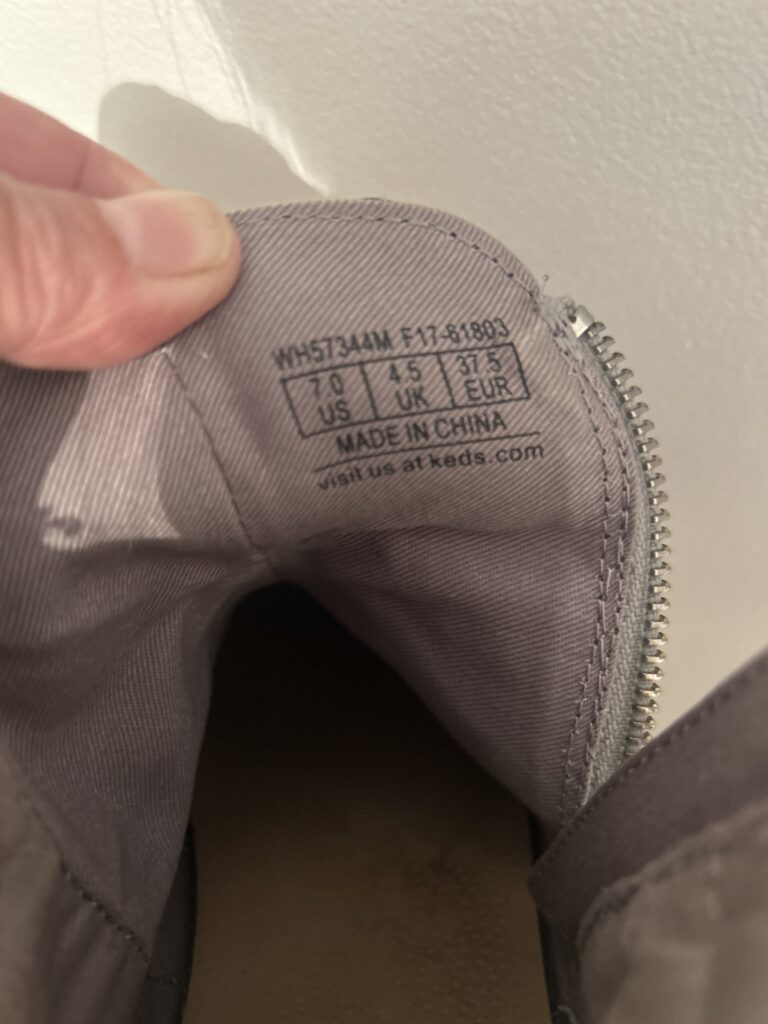 WH57344M F17-61803
7.0 4.5 37.5
US UK EUR
MADE IN CHINA
visit us at keds.com